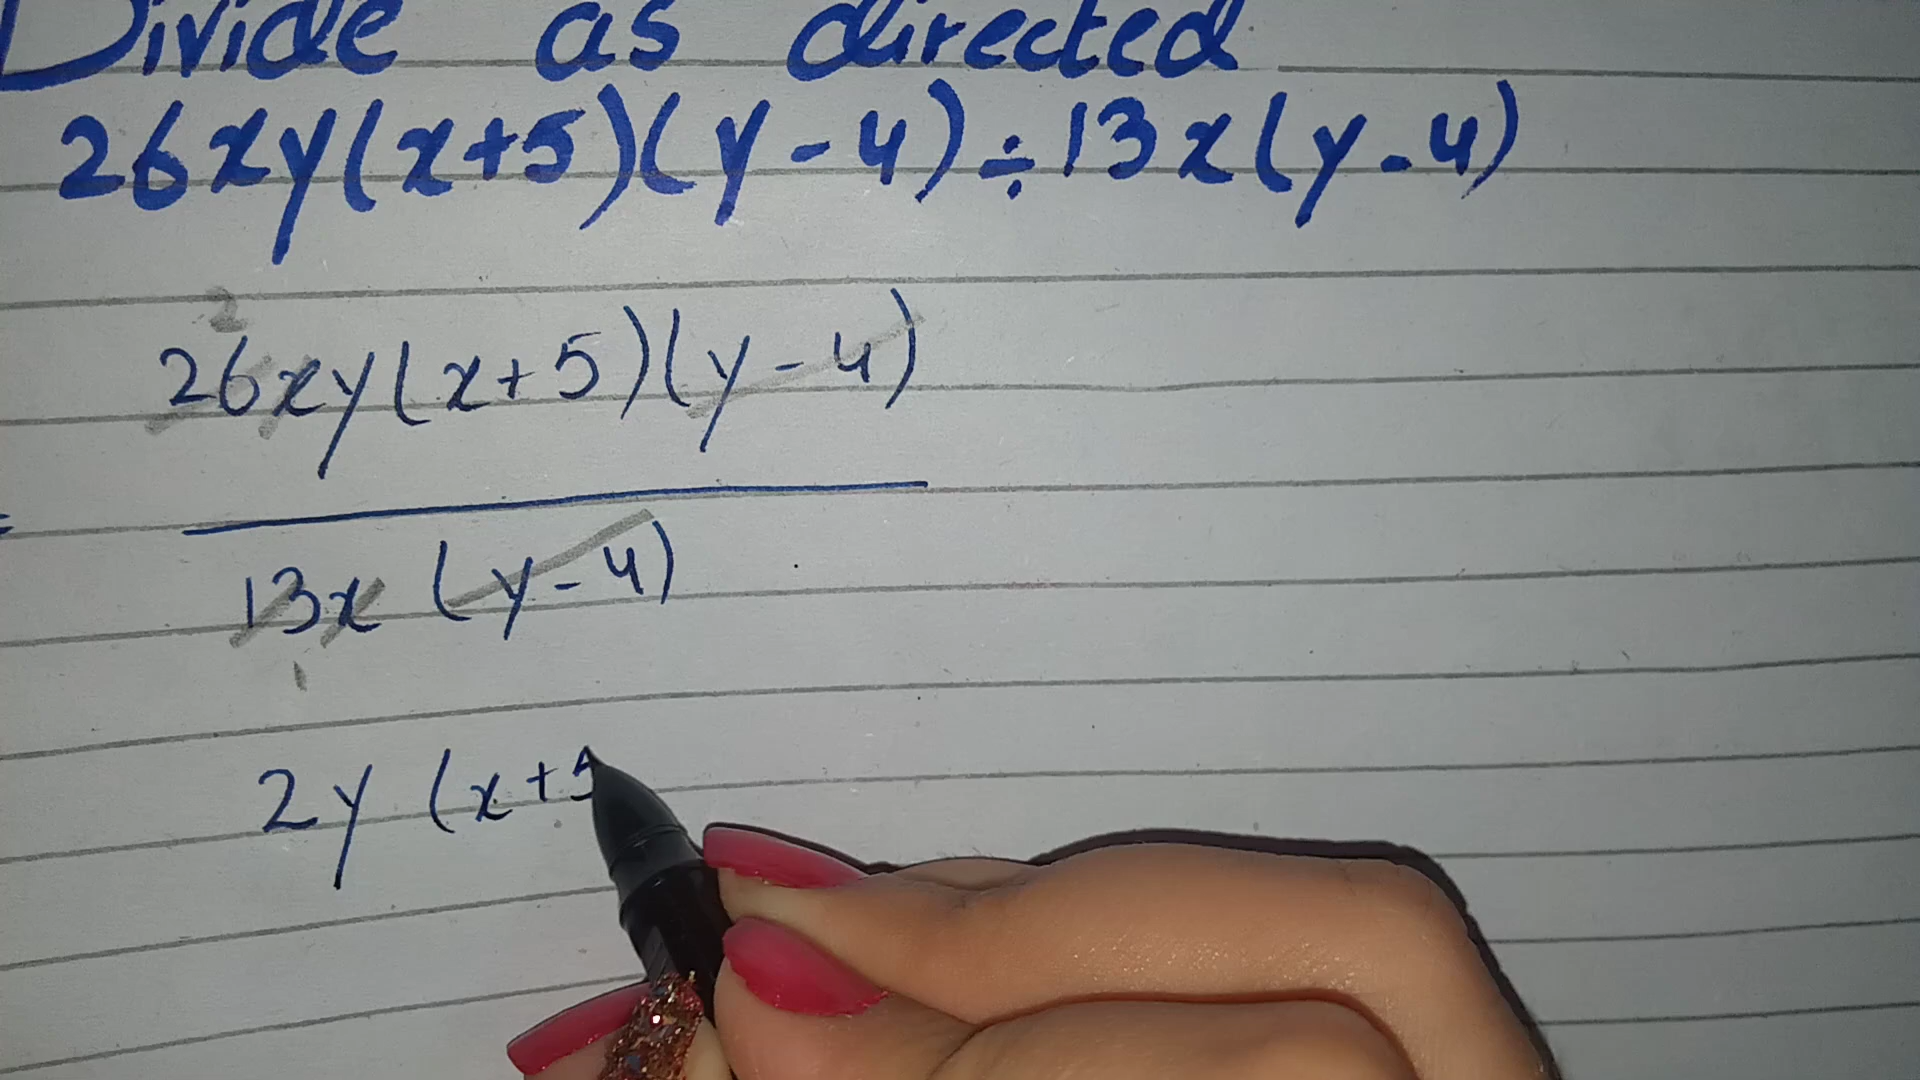 Divide as directed
26xy(x+5)(y-4)÷13x(y-4)
2
26xy(x+5)(y-4)
=
13x (y-4)
1
2y (x+5